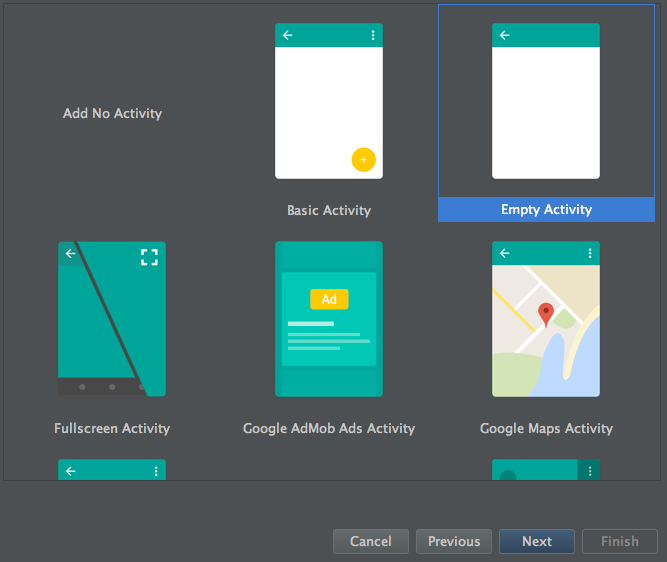 Add No Activity
Basic Activity
Empty Activity
Ad
Fullscreen Activity
Google AdMob Ads Activity
Google Maps Activity
Cancel
Previous
Next
Finish